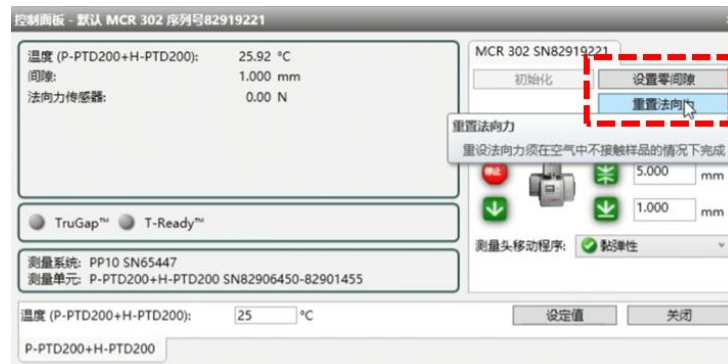 控制面板 - 默认 MCR 302 序列号82919221
温度 (P-PTD200+H-PTD200): 25.92 °C
间隙: 1.000 mm
法向力传感器: 0.00 N
MCR 302 SN82919221
初始化 设置零间隙
重置法向力
重置法向力
重设法向力须在空气中不接触样品的情况下完成
停止 5.000 mm
1.000 mm
测量头移动程序: 黏弹性
TruGap™ T-Ready™
测量系统: PP10 SN65447
测量单元: P-PTD200+H-PTD200 SN82906450-82901455
温度 (P-PTD200+H-PTD200): 25 °C 设定值 关闭
P-PTD200+H-PTD200